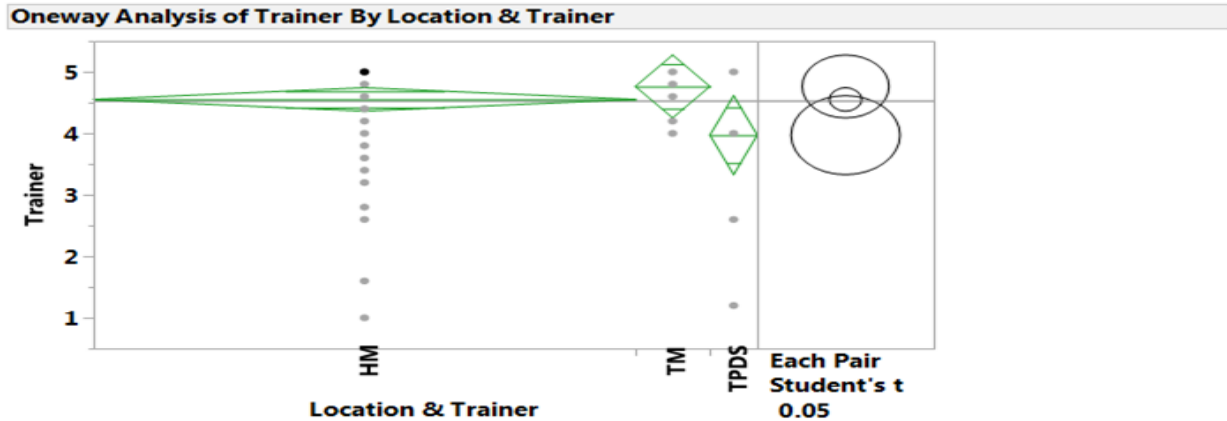 Oneway Analysis of Trainer By Location & Trainer
5
4
3
2
1
Trainer
HM
TM
TPDS
Location & Trainer
Each Pair
Student's t
0.05